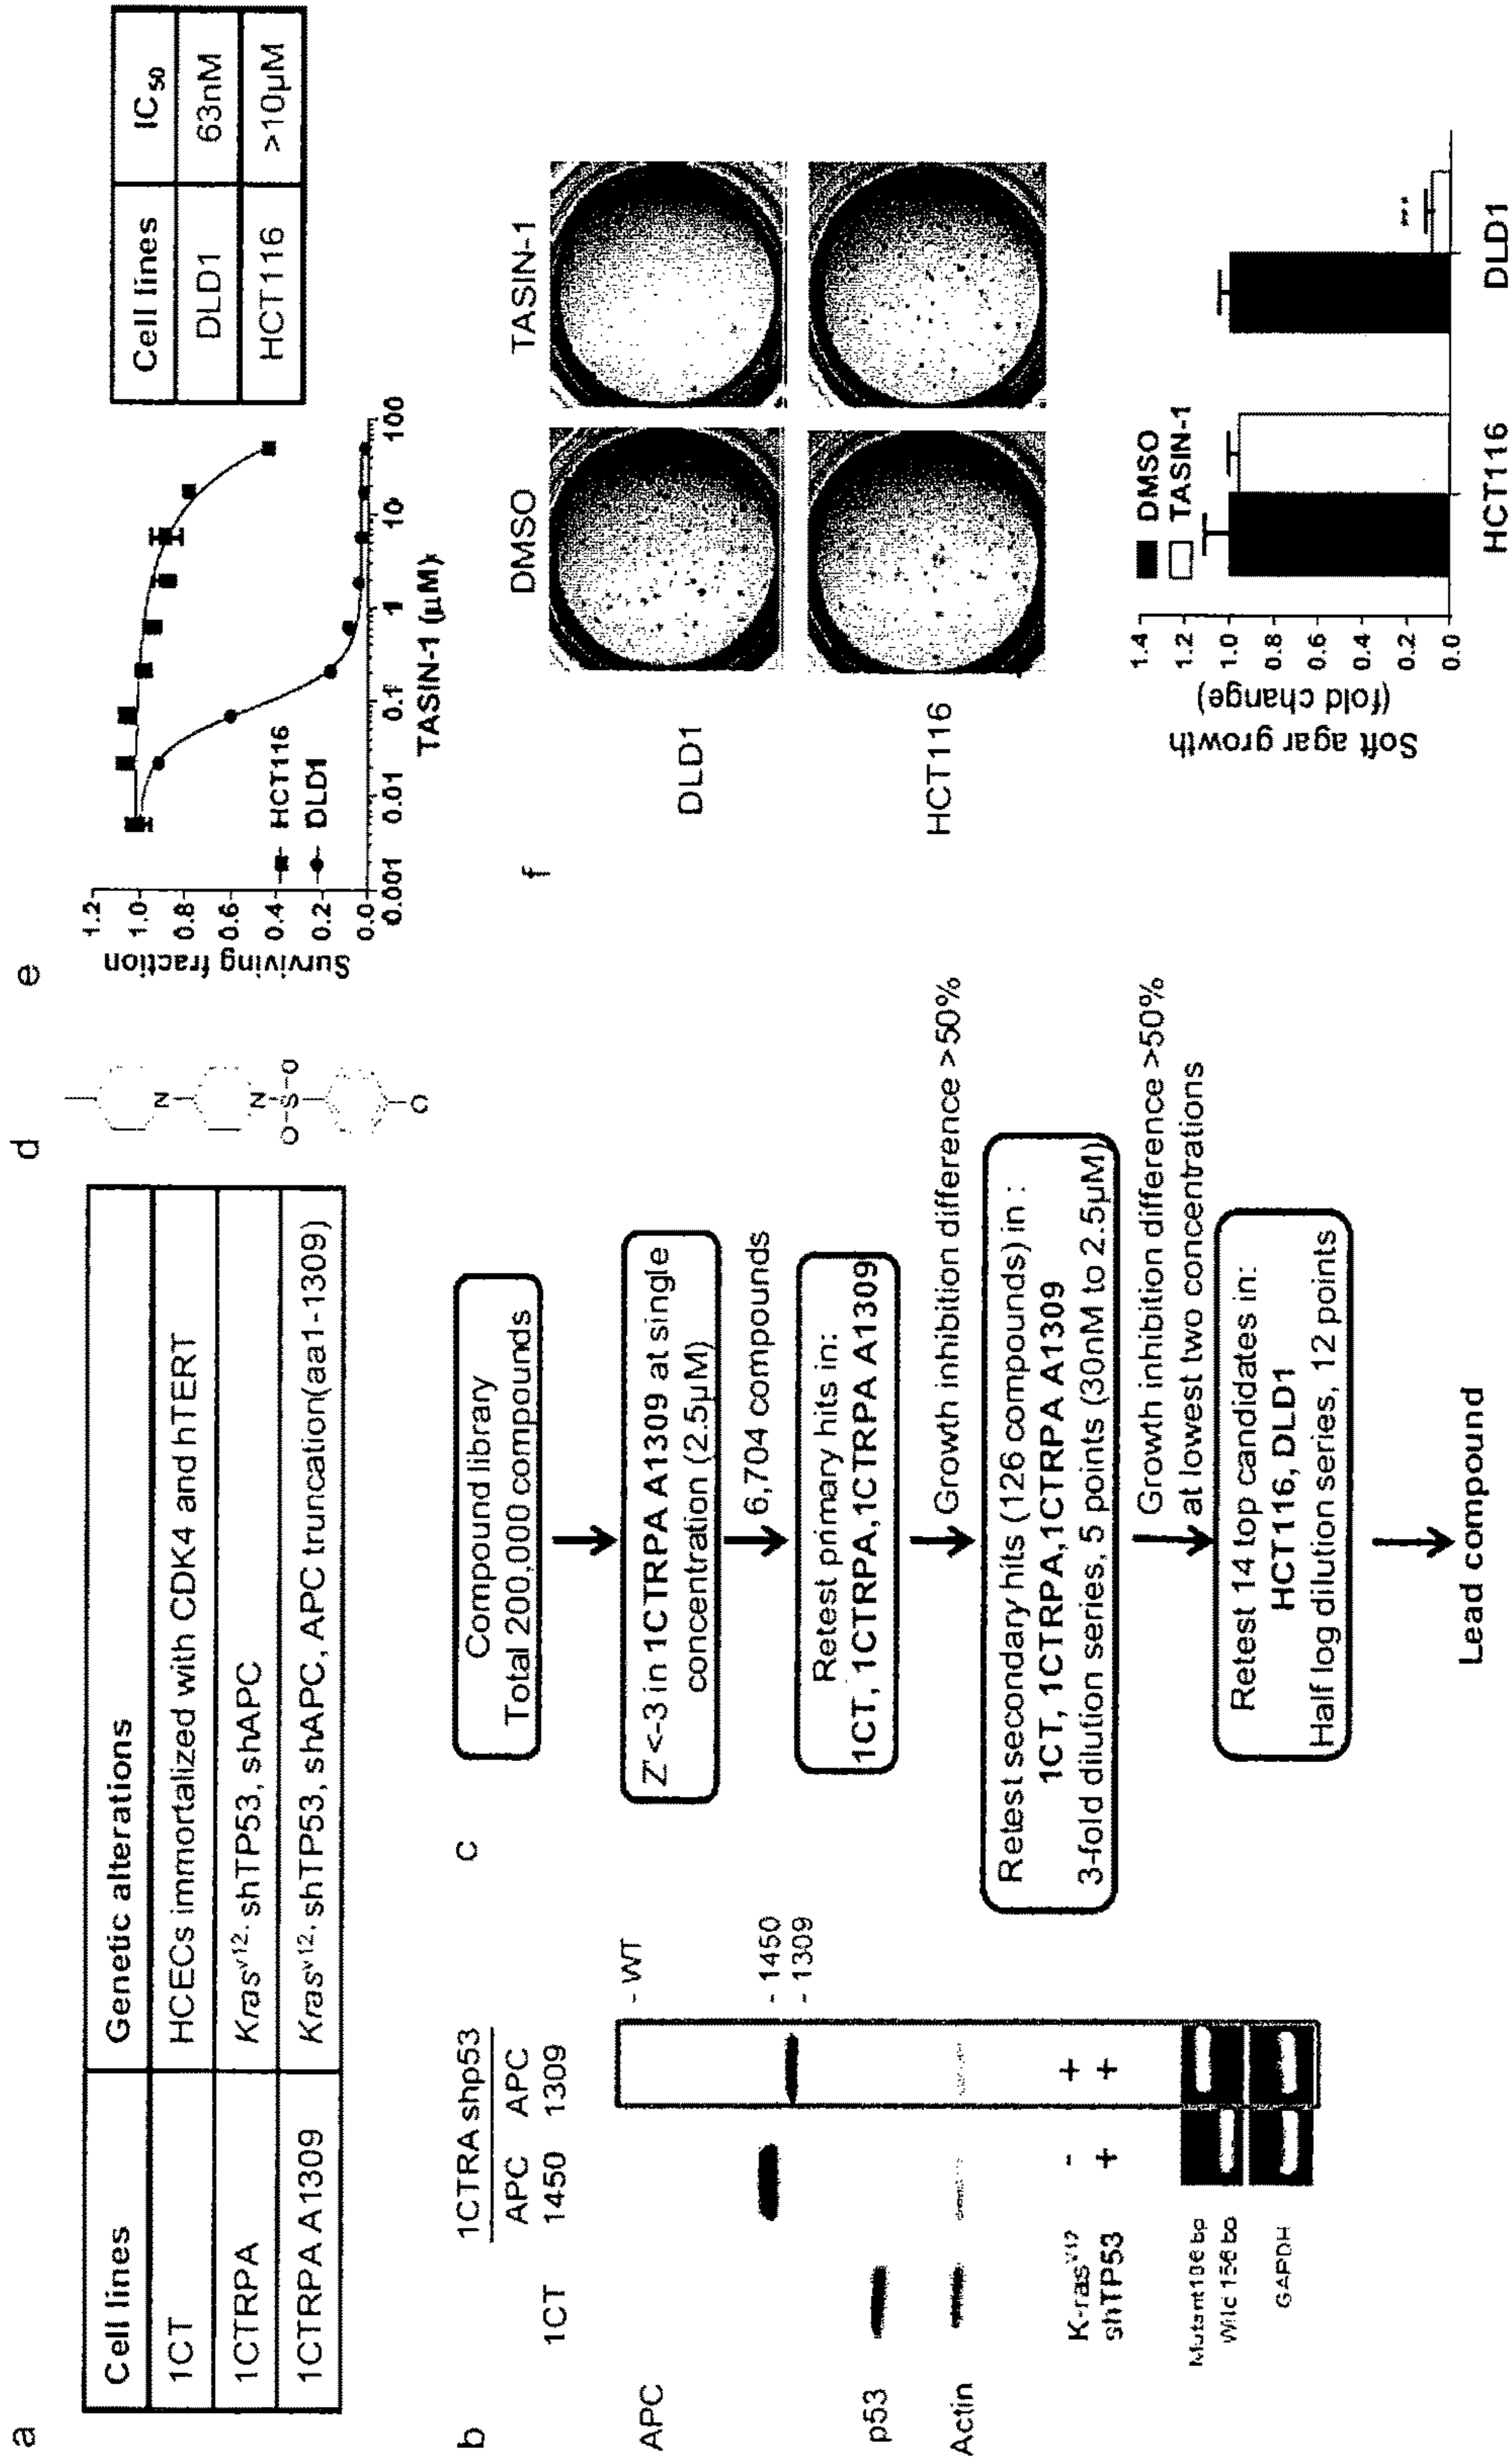 a
Cell lines Genetic alterations
1CT HCECs immortalized with CDK4 and hTERT
1CTRPA Krasv12, shTP53, shAPC
1CTRPA A1309 Krasv12, shTP53, shAPC, APC truncation(aa1-1309)
b
1CTRA shp53
1CT APC 1450 APC 1309
APC
- WT
- 1450
- 1309
p53
Actin
K-rasV12 - +
shTP53 + +
Mutant 186 bp
GAPDH
c
Compound library
Total 200,000 compounds
Z' <-3 in 1CTRPA A1309 at single
concentration (2.5µM)
6,704 compounds
Retest primary hits in:
1CT, 1CTRPA,1CTRPA A1309
Growth inhibition difference >50%
Retest secondary hits (126 compounds) in :
1CT, 1CTRPA,1CTRPA A1309
3-fold dilution series, 5 points (30nM to 2.5µM)
Growth inhibition difference >50%
at lowest two concentrations
Retest 14 top candidates in:
HCT116, DLD1
Half log dilution series, 12 points
Lead compound
d
N
N
O-S-O
e
Surviving fraction
1.2
1.0
0.8
0.6
0.4
0.2
0.0
HCT116
DLD1
0.001 0.01 0.1 1 10 100
TASIN-1 (µM)
Cell lines IC50
DLD1 63nM
HCT116 >10µM
f
DMSO TASIN-1
DLD1
HCT116
Soft agar growth
(fold change)
1.4
1.2
1.0
0.8
0.6
0.4
0.2
0.0
DMSO
TASIN-1
***
HCT116 DLD1